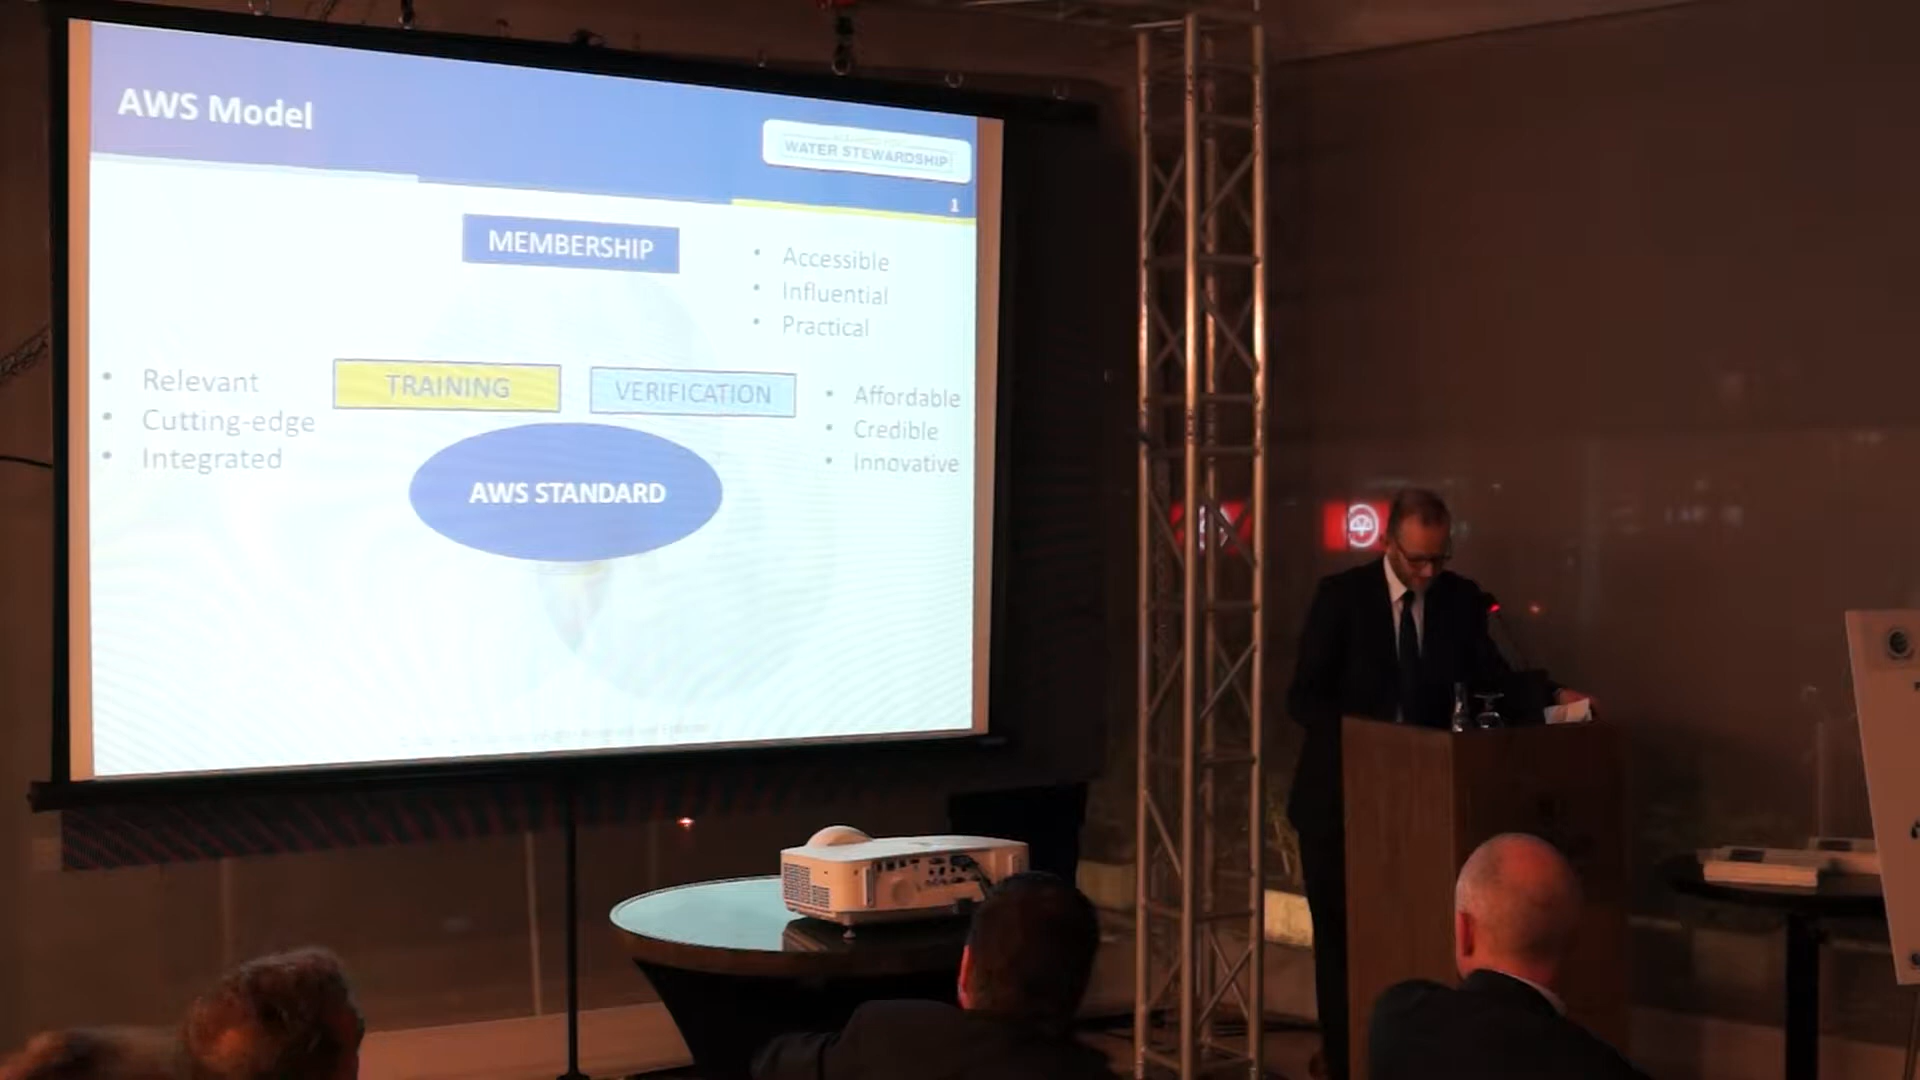 AWS Model
WATER STEWARDSHIP
1
MEMBERSHIP
• Accessible
• Influential
• Practical
• Relevant
• Cutting-edge
• Integrated
TRAINING
VERIFICATION
• Affordable
• Credible
• Innovative
AWS STANDARD